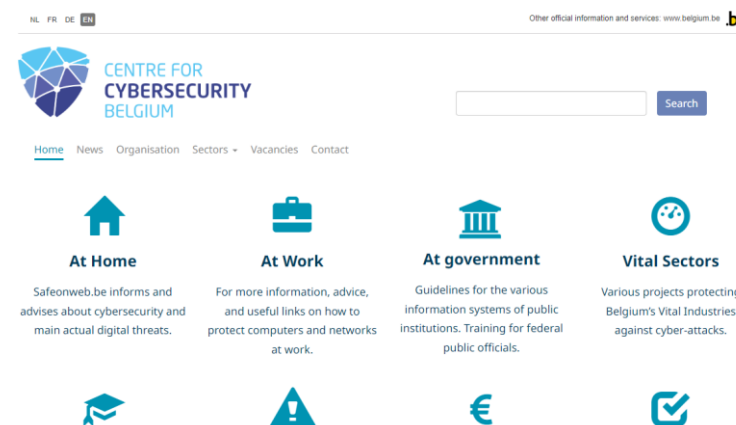 NL FR DE EN
Other official information and services: www.belgium.be .b
CENTRE FOR
CYBERSECURITY
BELGIUM
Search
Home News Organisation Sectors Vacancies Contact
At Home
Safeonweb.be informs and
advises about cybersecurity and
main actual digital threats.
At Work
For more information, advice,
and useful links on how to
protect computers and networks
at work.
At government
Guidelines for the various
information systems of public
institutions. Training for federal
public officials.
Vital Sectors
Various projects protecting
Belgium's Vital Industries
against cyber-attacks.
€